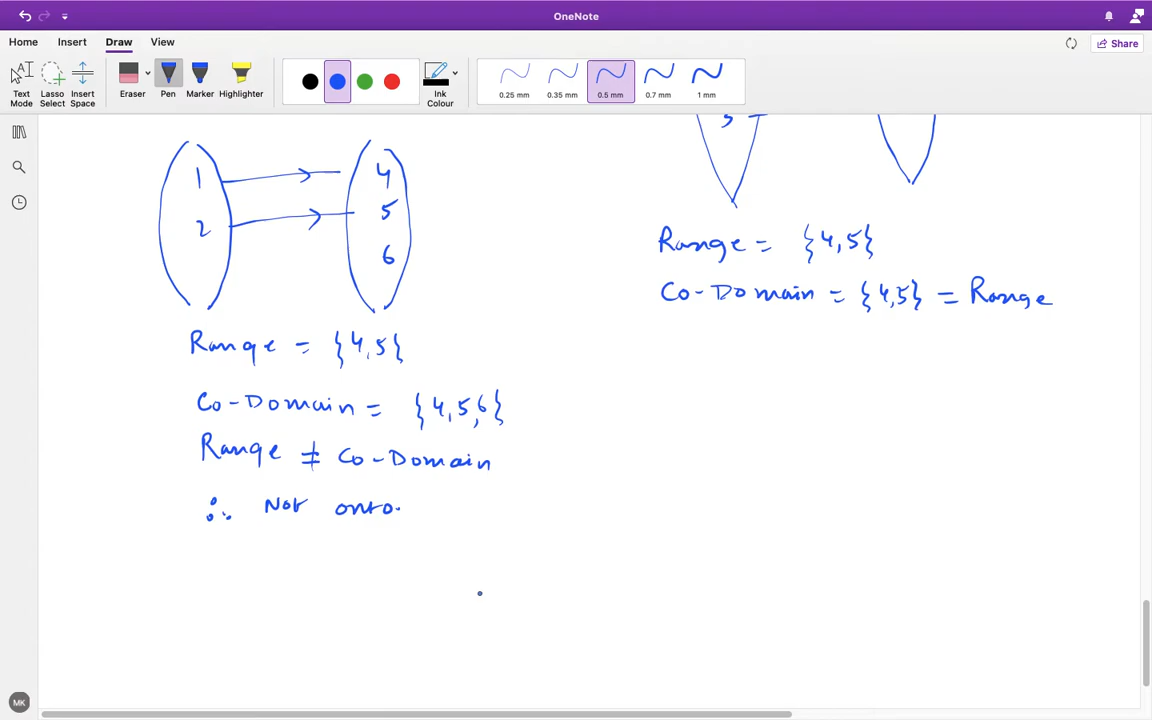 OneNote
Home Insert Draw View
Share
Text Mode
Lasso Select
Insert Space
Eraser
Pen
Marker
Highlighter
Ink Colour
0.25 mm
0.35 mm
0.5 mm
0.7 mm
1 mm
1
2
4
5
6
Range = {4,5}
Co-Domain = {4,5,6}
Range ≠ Co-Domain
∴ Not onto.
Range = {4,5}
Co-Domain = {4,5} = Range
MK